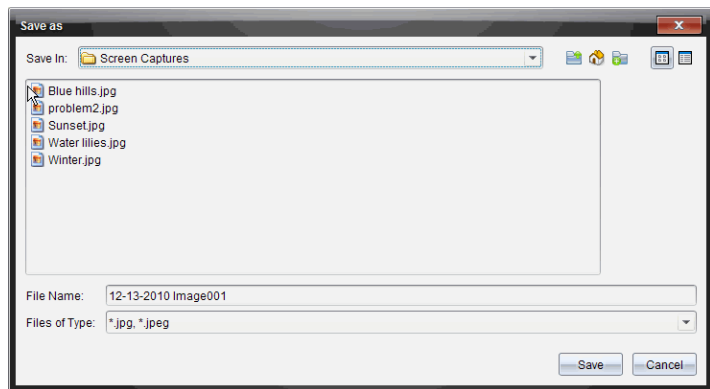 Save as
Save In: Screen Captures
Blue hills.jpg
problem2.jpg
Sunset.jpg
Water lilies.jpg
Winter.jpg
File Name: 12-13-2010 Image001
Files of Type: *.jpg, *.jpeg
Save Cancel